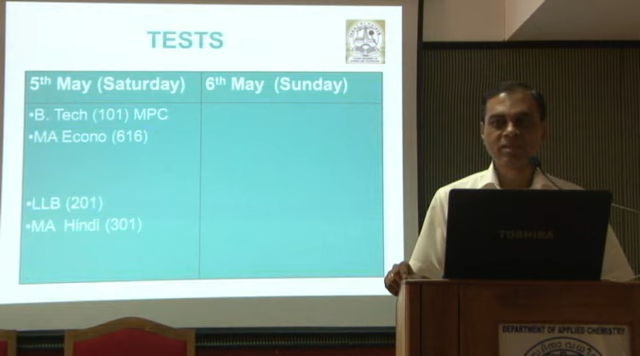 TESTS
5th May (Saturday)
6th May (Sunday)
•B. Tech (101) MPC
•MA Econo (616)
•LLB (201)
•MA Hindi (301)
TOSHIBA
DEPARTMENT OF APPLIED CHEMISTRY